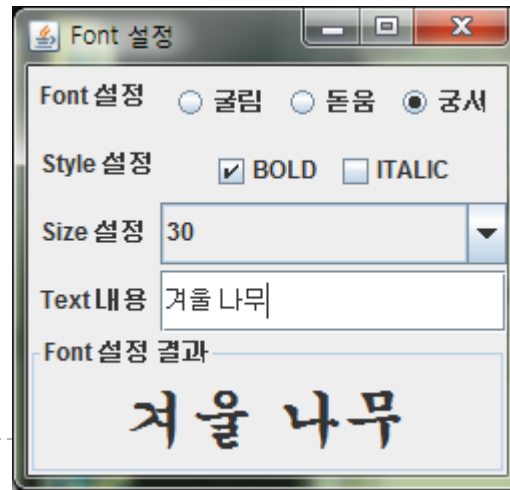 Font 설정
Font 설정 굴림 돋움 궁서
Style 설정 BOLD ITALIC
Size 설정 30
Text 내용 겨울 나무
Font 설정 결과
겨울 나무